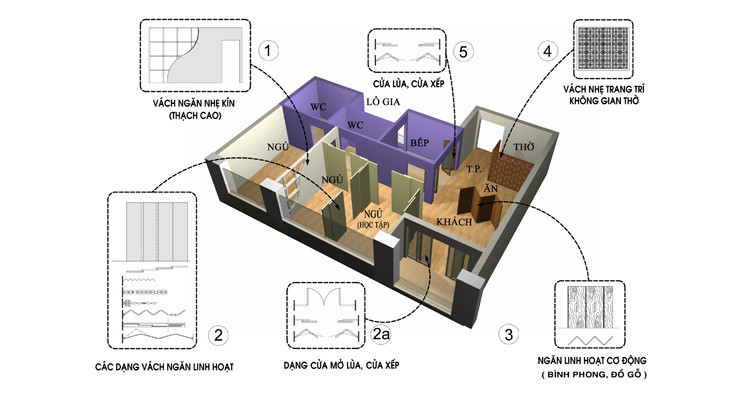 1
VÁCH NGĂN NHẸ KÍN
(THẠCH CAO)
5
CỬA LÙA, CỬA XẾP
4
VÁCH NHẸ TRANG TRÍ
KHÔNG GIAN THỜ
WC
LÔ GIA
WC
BẾP
THỜ
NGỦ
NGỦ
T.P.
ĂN
NGỦ
(HỌC TẬP)
KHÁCH
2
CÁC DẠNG VÁCH NGĂN LINH HOẠT
2a
DẠNG CỬA MỞ LÙA, CỬA XẾP
3
NGĂN LINH HOẠT CƠ ĐỘNG
( BÌNH PHONG, ĐỒ GỖ )